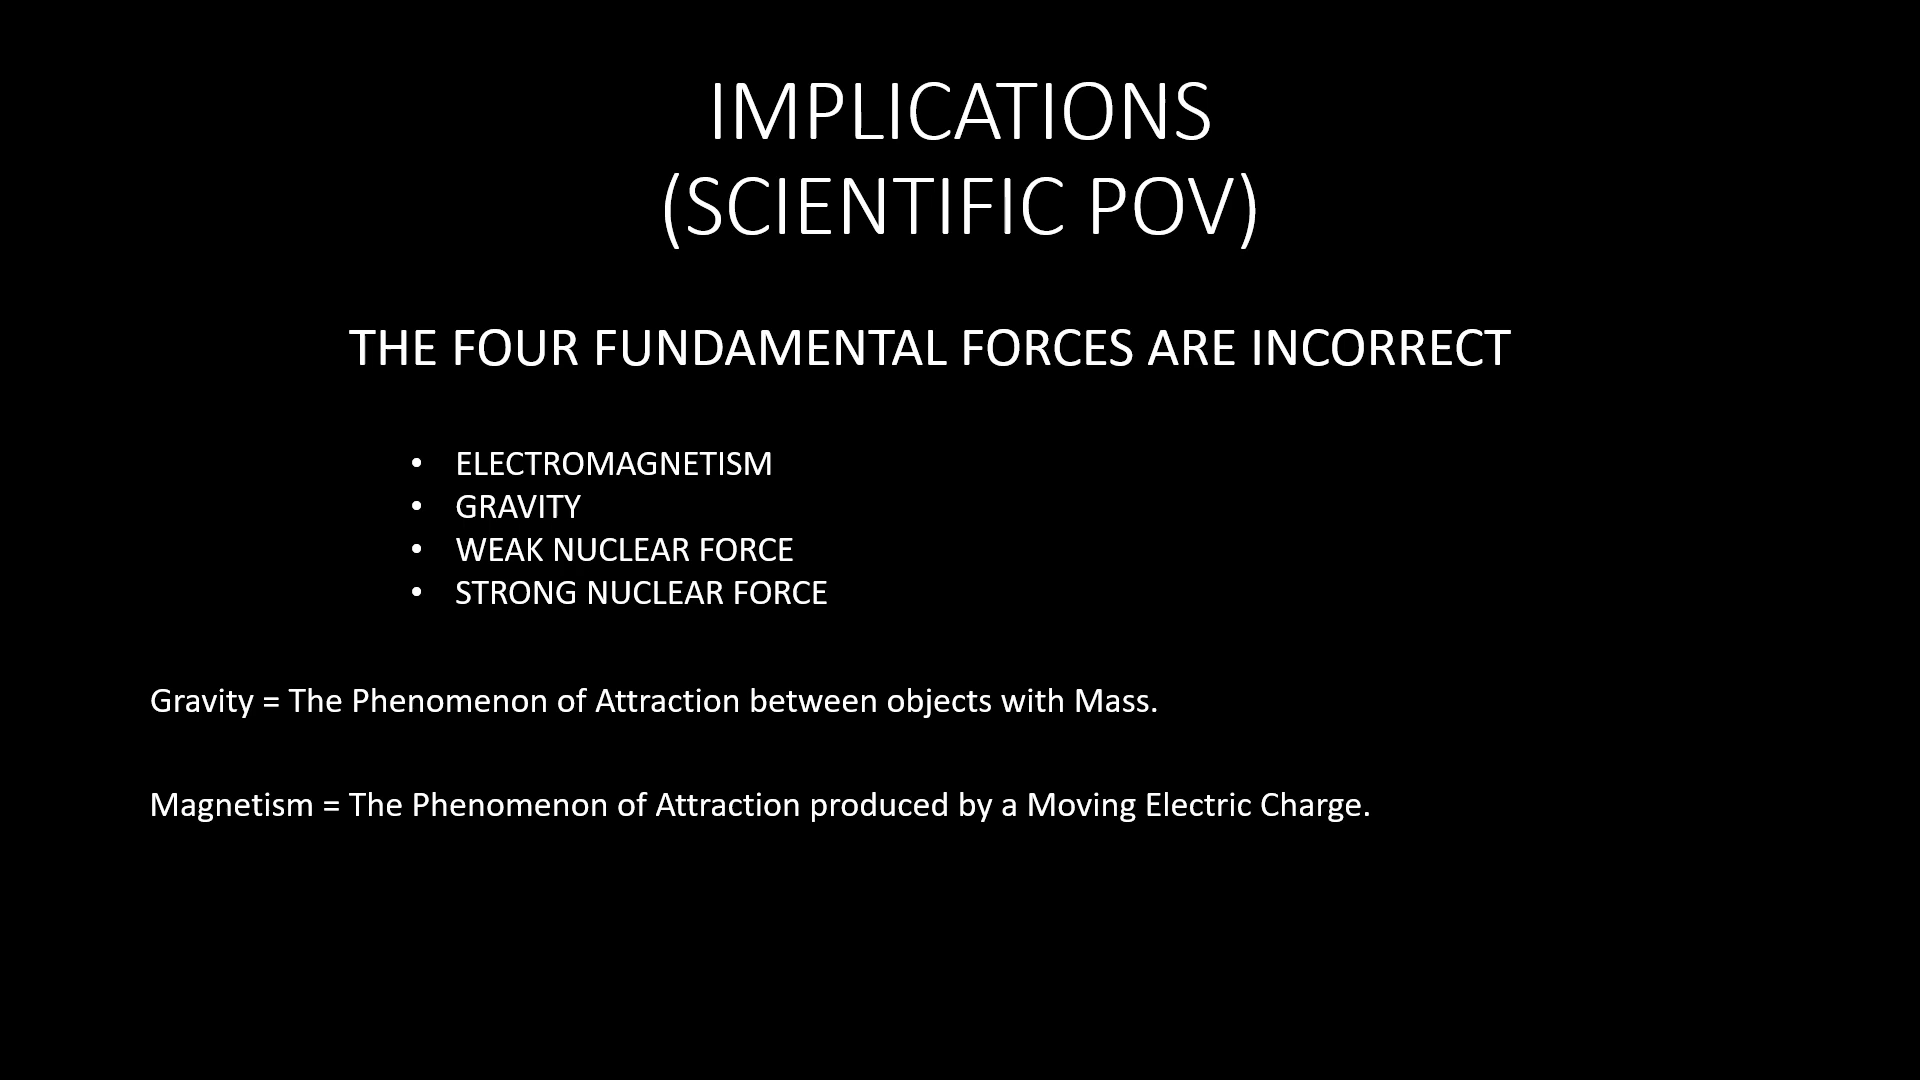 IMPLICATIONS
(SCIENTIFIC POV)
THE FOUR FUNDAMENTAL FORCES ARE INCORRECT
• ELECTROMAGNETISM
• GRAVITY
• WEAK NUCLEAR FORCE
• STRONG NUCLEAR FORCE
Gravity = The Phenomenon of Attraction between objects with Mass.
Magnetism = The Phenomenon of Attraction produced by a Moving Electric Charge.